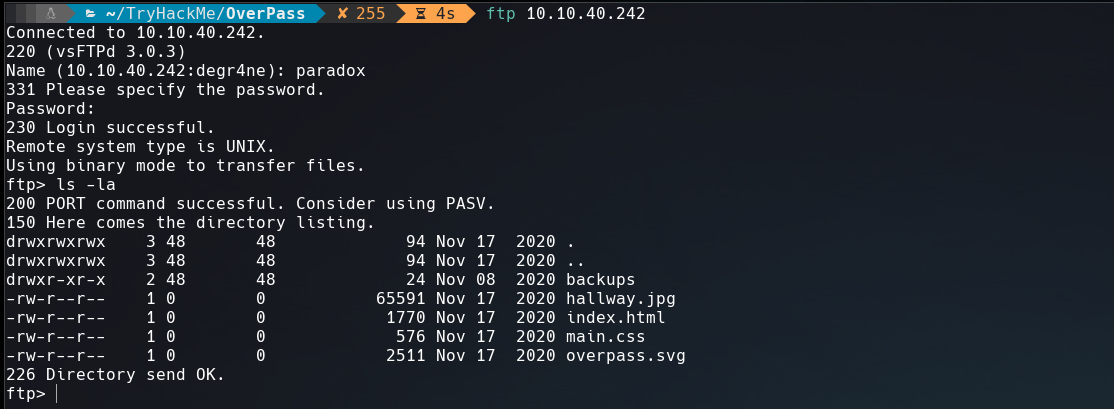 ~/TryHackMe/OverPass ✘ 255 4s ftp 10.10.40.242
Connected to 10.10.40.242.
220 (vsFTPd 3.0.3)
Name (10.10.40.242:degr4ne): paradox
331 Please specify the password.
Password:
230 Login successful.
Remote system type is UNIX.
Using binary mode to transfer files.
ftp> ls -la
200 PORT command successful. Consider using PASV.
150 Here comes the directory listing.
drwxrwxrwx    3 48       48             94 Nov 17  2020 .
drwxrwxrwx    3 48       48             94 Nov 17  2020 ..
drwxr-xr-x    2 48       48             24 Nov 08  2020 backups
-rw-r--r--    1 0        0           65591 Nov 17  2020 hallway.jpg
-rw-r--r--    1 0        0            1770 Nov 17  2020 index.html
-rw-r--r--    1 0        0             576 Nov 17  2020 main.css
-rw-r--r--    1 0        0            2511 Nov 17  2020 overpass.svg
226 Directory send OK.
ftp>